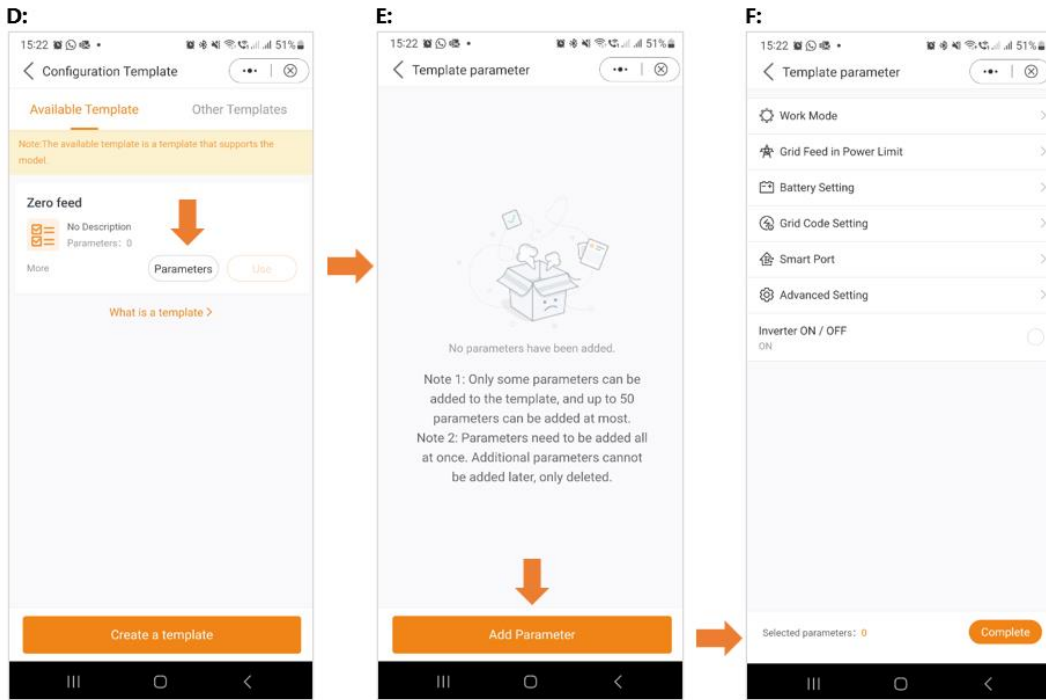 D:
15:22
51%
Configuration Template
Available Template
Other Templates
Note:The available template is a template that supports the
model.
Zero feed
No Description
Parameters: 0
More
Parameters
Use
What is a template >
Create a template
E:
15:22
51%
Template parameter
No parameters have been added.
Note 1: Only some parameters can be
added to the template, and up to 50
parameters can be added at most.
Note 2: Parameters need to be added all
at once. Additional parameters cannot
be added later, only deleted.
Add Parameter
F:
15:22
51%
Template parameter
Work Mode
Grid Feed in Power Limit
Battery Setting
Grid Code Setting
Smart Port
Advanced Setting
Inverter ON / OFF
ON
Selected parameters: 0
Complete